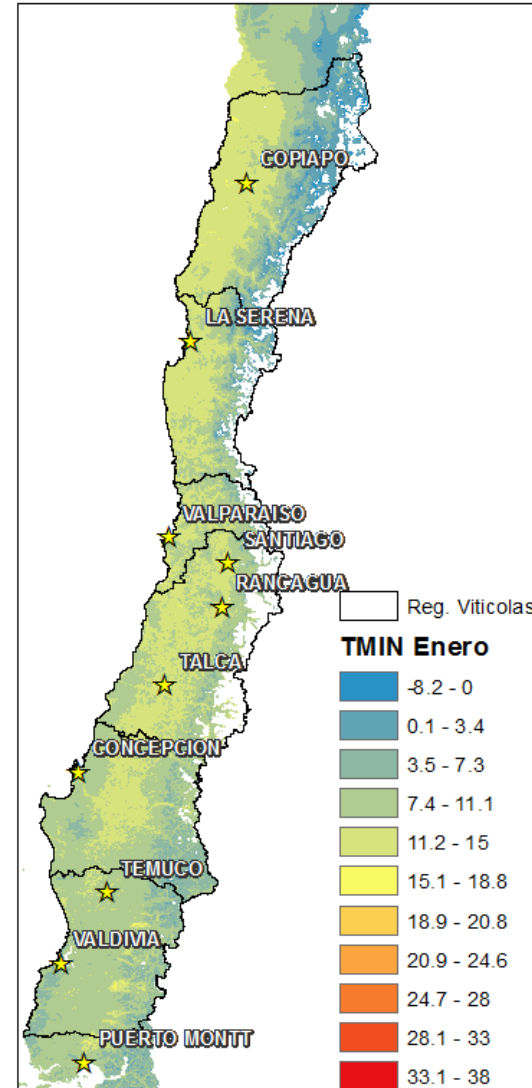 COPIAPO
LA SERENA
VALPARAISO
SANTIAGO
RANCAGUA
Reg. Viticolas
TMIN Enero
TALCA
-8.2 - 0
0.1 - 3.4
CONCEPCION
3.5 - 7.3
7.4 - 11.1
11.2 - 15
TEMUCO
15.1 - 18.8
18.9 - 20.8
VALDIVIA
20.9 - 24.6
24.7 - 28
PUERTO MONTT
28.1 - 33
33.1 - 38